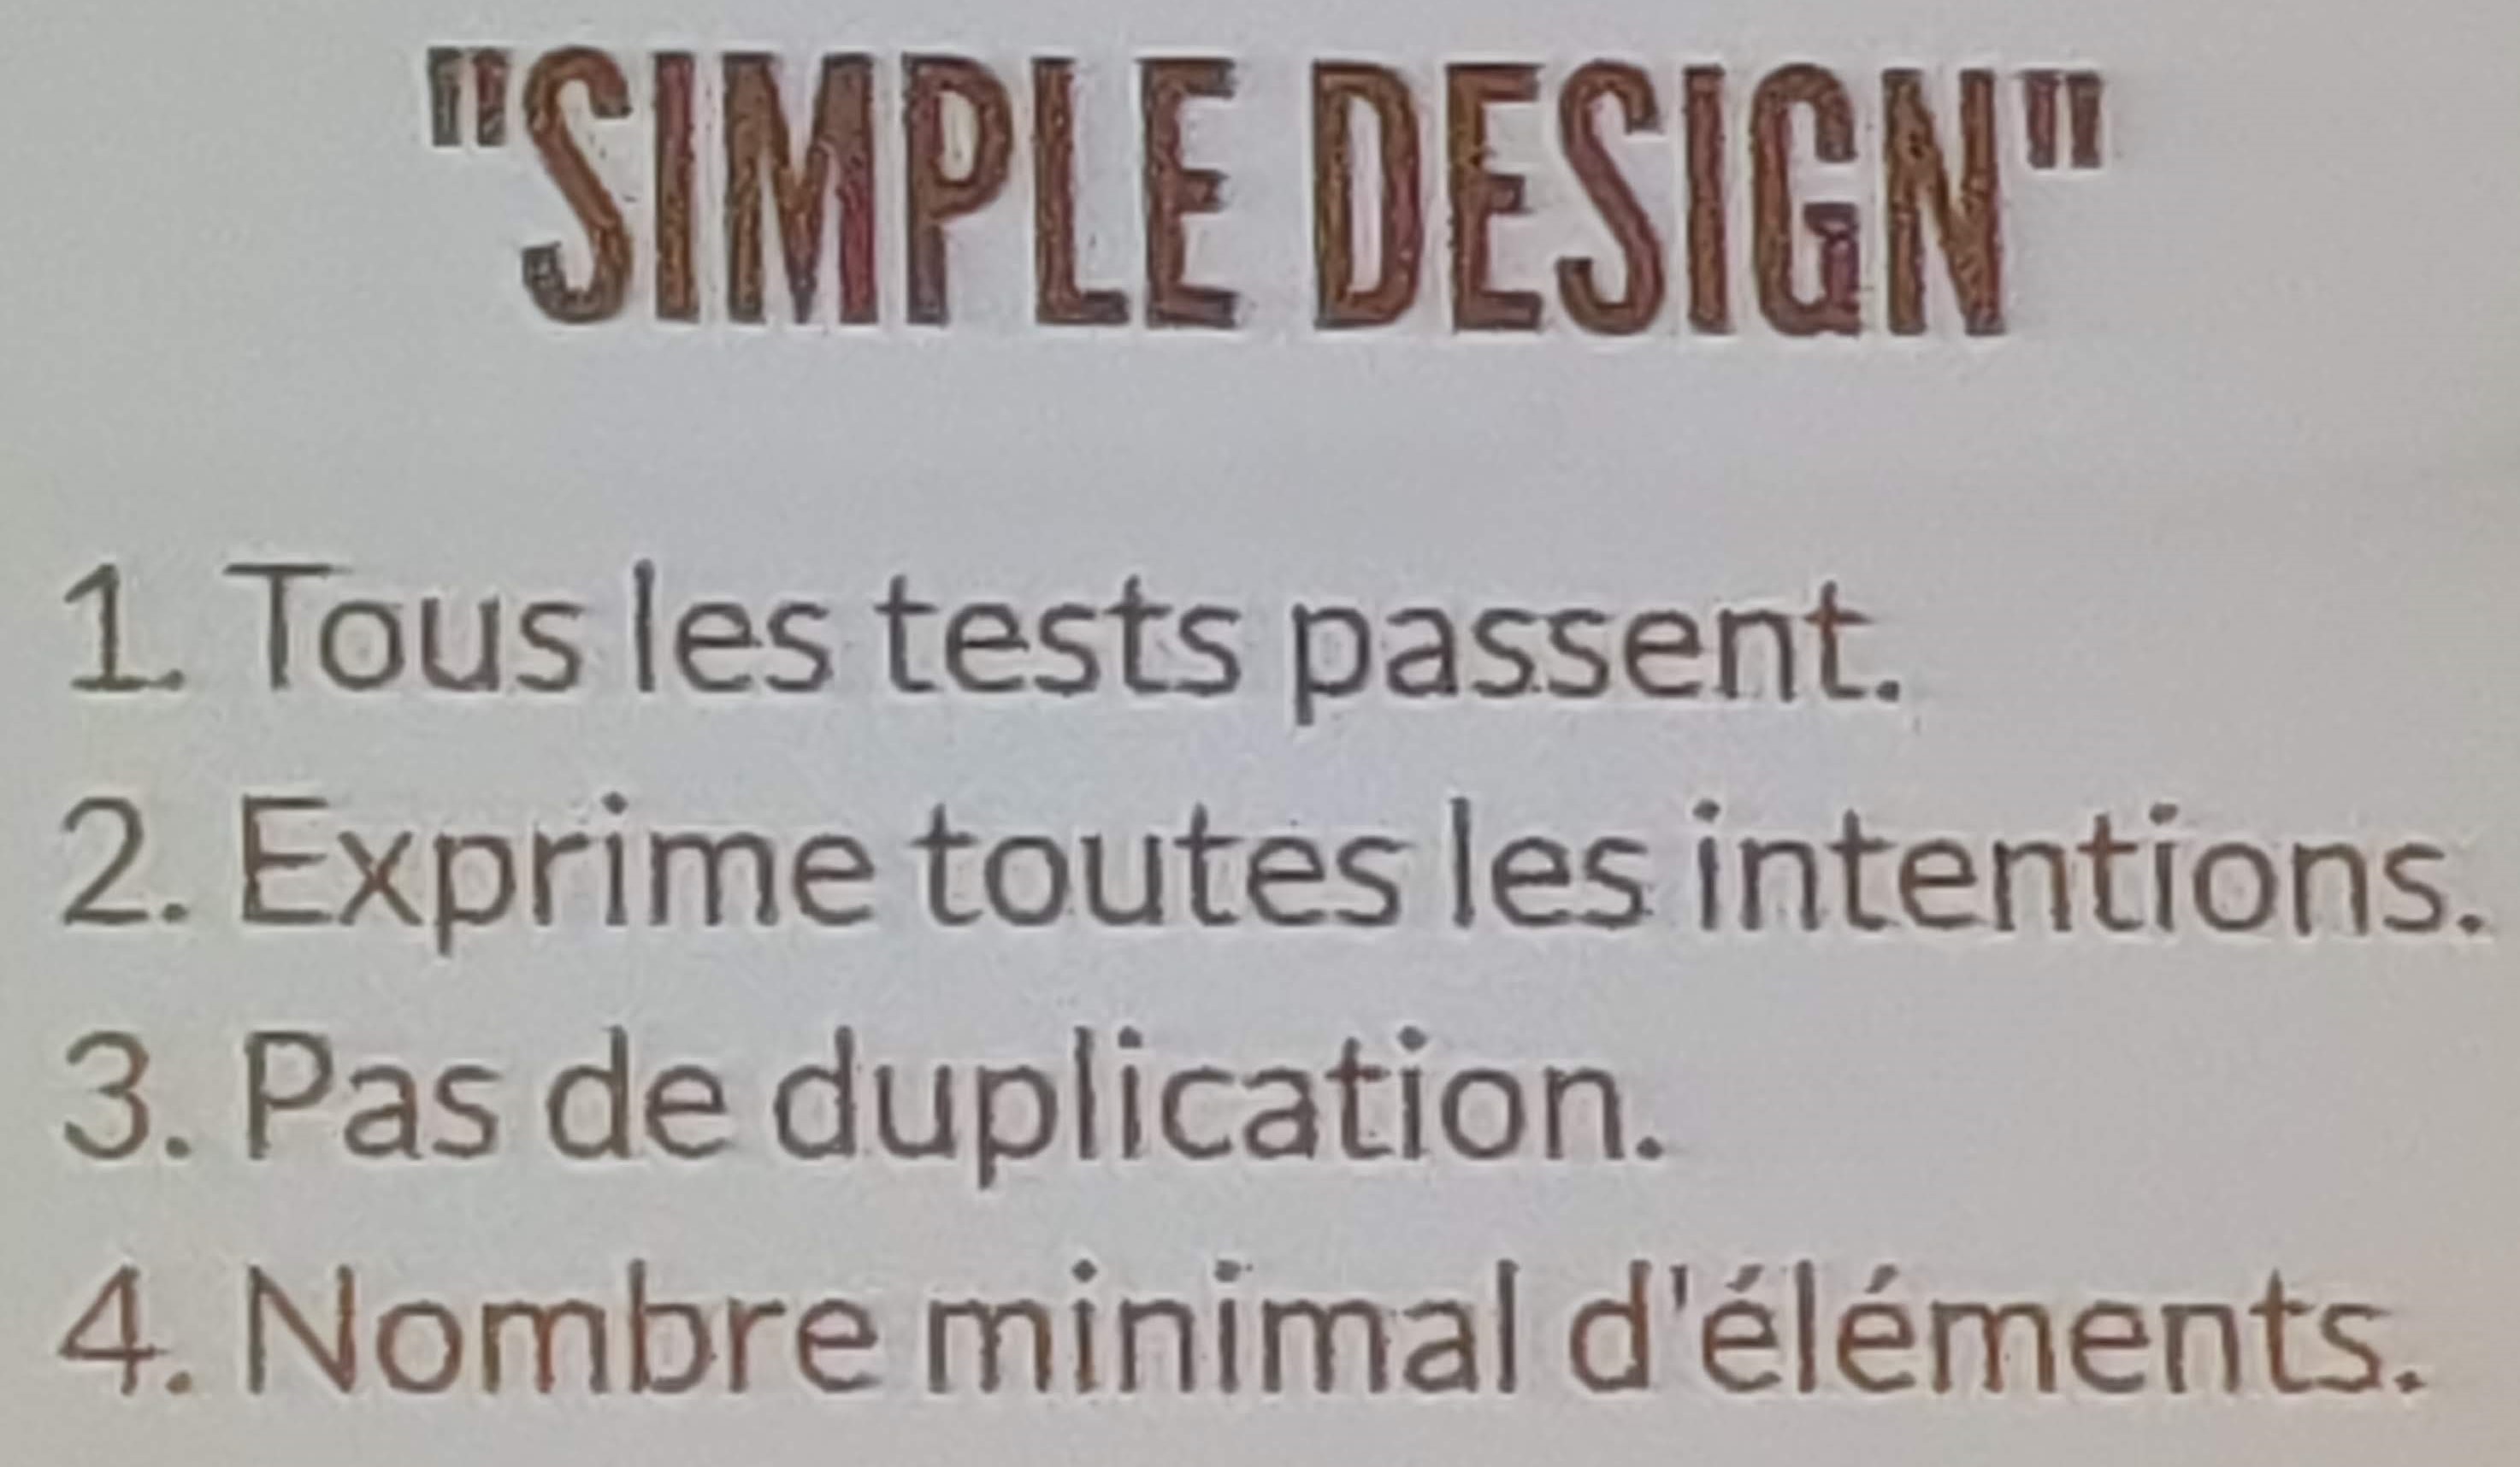 "SIMPLE DESIGN"
1. Tous les tests passent.
2. Exprime toutes les intentions.
3. Pas de duplication.
4. Nombre minimal d'éléments.